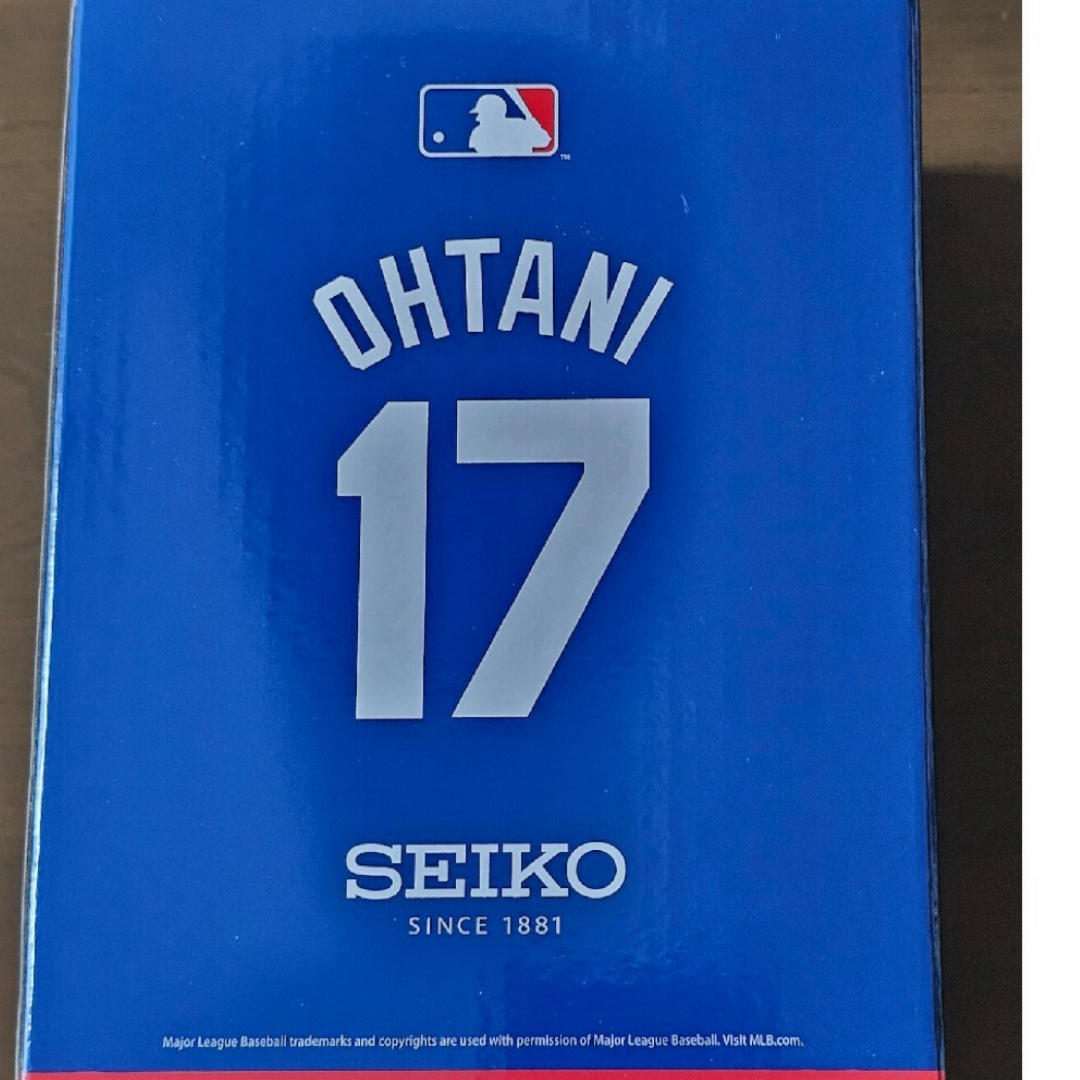 TM
OHTANI
17
SEIKO
SINCE 1881
Major League Baseball trademarks and copyrights are used with permission of Major League Baseball. Visit MLB.com.